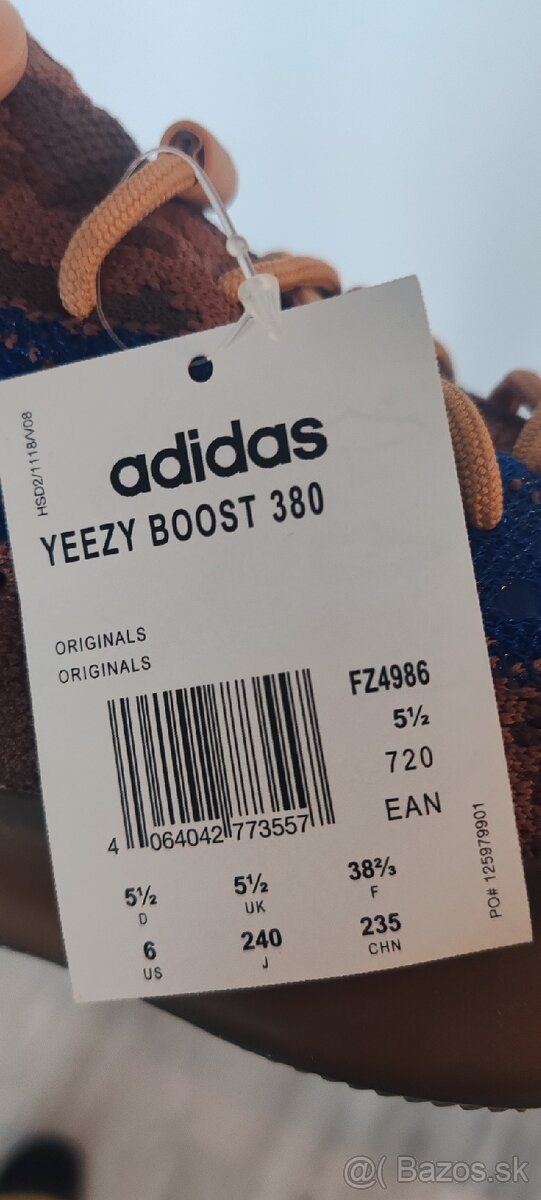 HSD2/1118/V08
adidas
YEEZY BOOST 380
ORIGINALS
ORIGINALS
FZ4986
5½
720
EAN
4 064042 773557
PO# 125979901
5½ 5½ 38⅔
D UK F
6 240 235
US J CHN
@( Bazos.sk